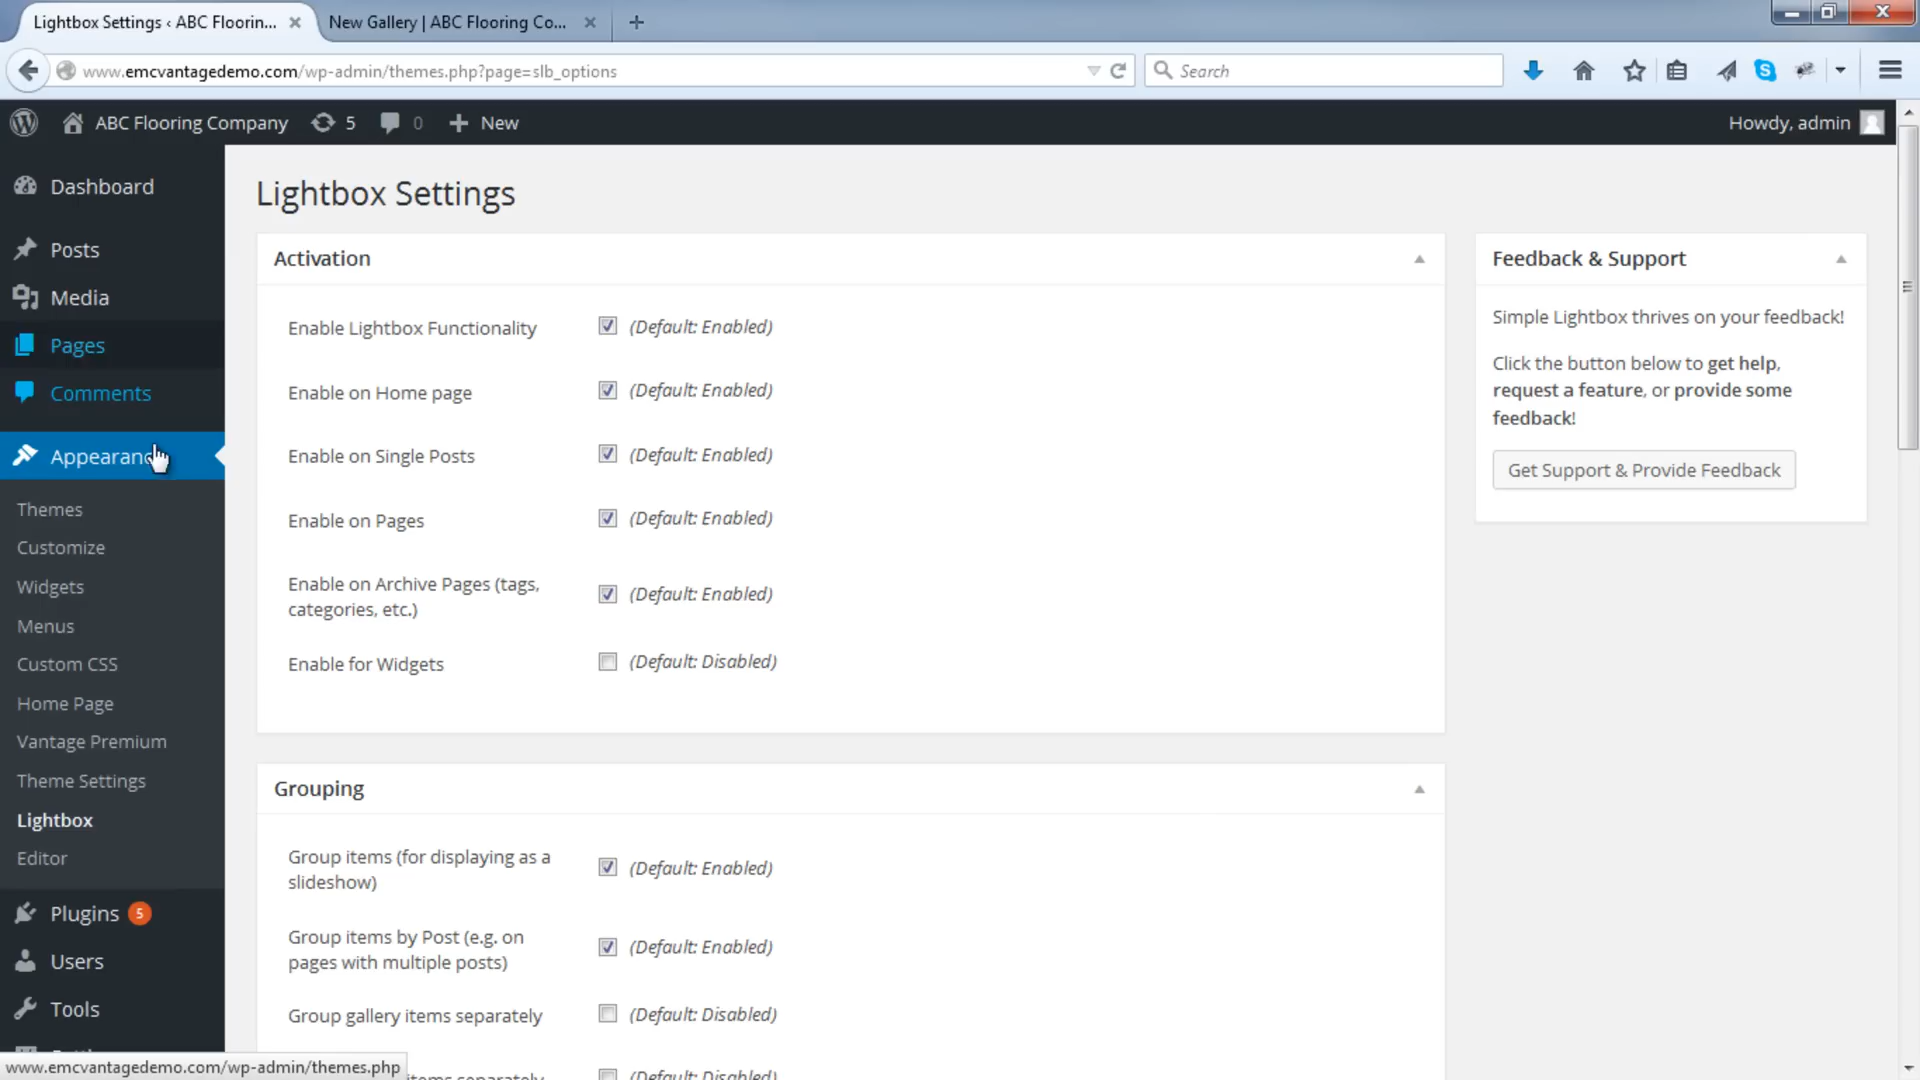 Lightbox Settings ‹ ABC Floorin...
New Gallery | ABC Flooring Co...
www.emcvantagedemo.com/wp-admin/themes.php?page=slb_options
Search
ABC Flooring Company
5
0
New
Howdy, admin
Dashboard
Posts
Media
Pages
Comments
Appearanc
Themes
Customize
Widgets
Menus
Custom CSS
Home Page
Vantage Premium
Theme Settings
Lightbox
Editor
Plugins 5
Users
Tools
www.emcvantagedemo.com/wp-admin/themes.php
Lightbox Settings
Activation
Enable Lightbox Functionality (Default: Enabled)
Enable on Home page (Default: Enabled)
Enable on Single Posts (Default: Enabled)
Enable on Pages (Default: Enabled)
Enable on Archive Pages (tags, (Default: Enabled)
categories, etc.)
Enable for Widgets (Default: Disabled)
Grouping
Group items (for displaying as a (Default: Enabled)
slideshow)
Group items by Post (e.g. on (Default: Enabled)
pages with multiple posts)
Group gallery items separately (Default: Disabled)
items separately (Default: Disabled)
Feedback & Support
Simple Lightbox thrives on your feedback!
Click the button below to get help,
request a feature, or provide some
feedback!
Get Support & Provide Feedback